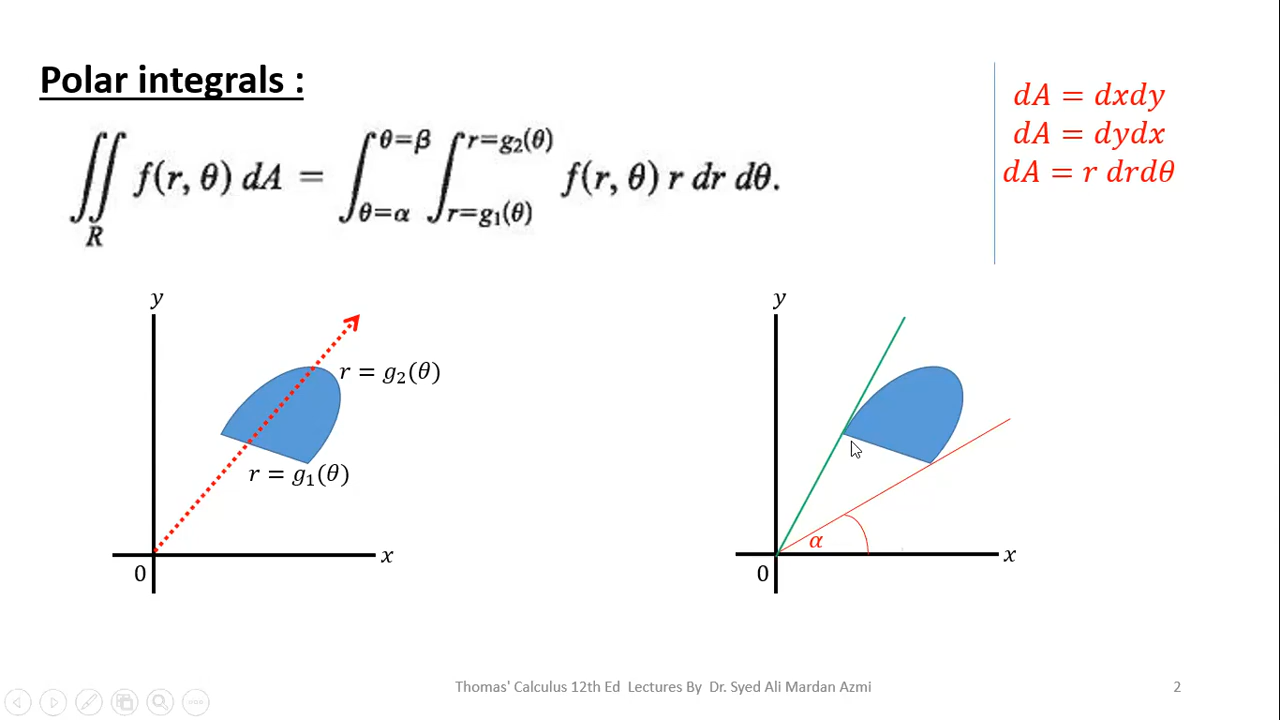 Polar integrals :
∬_R f(r, θ) dA = ∫_{θ=α}^{θ=β} ∫_{r=g₁(θ)}^{r=g₂(θ)} f(r, θ) r dr dθ.
dA = dxdy
dA = dydx
dA = r drdθ
y
r = g₂(θ)
r = g₁(θ)
x
0
y
α
x
0
Thomas' Calculus 12th Ed Lectures By Dr. Syed Ali Mardan Azmi
2